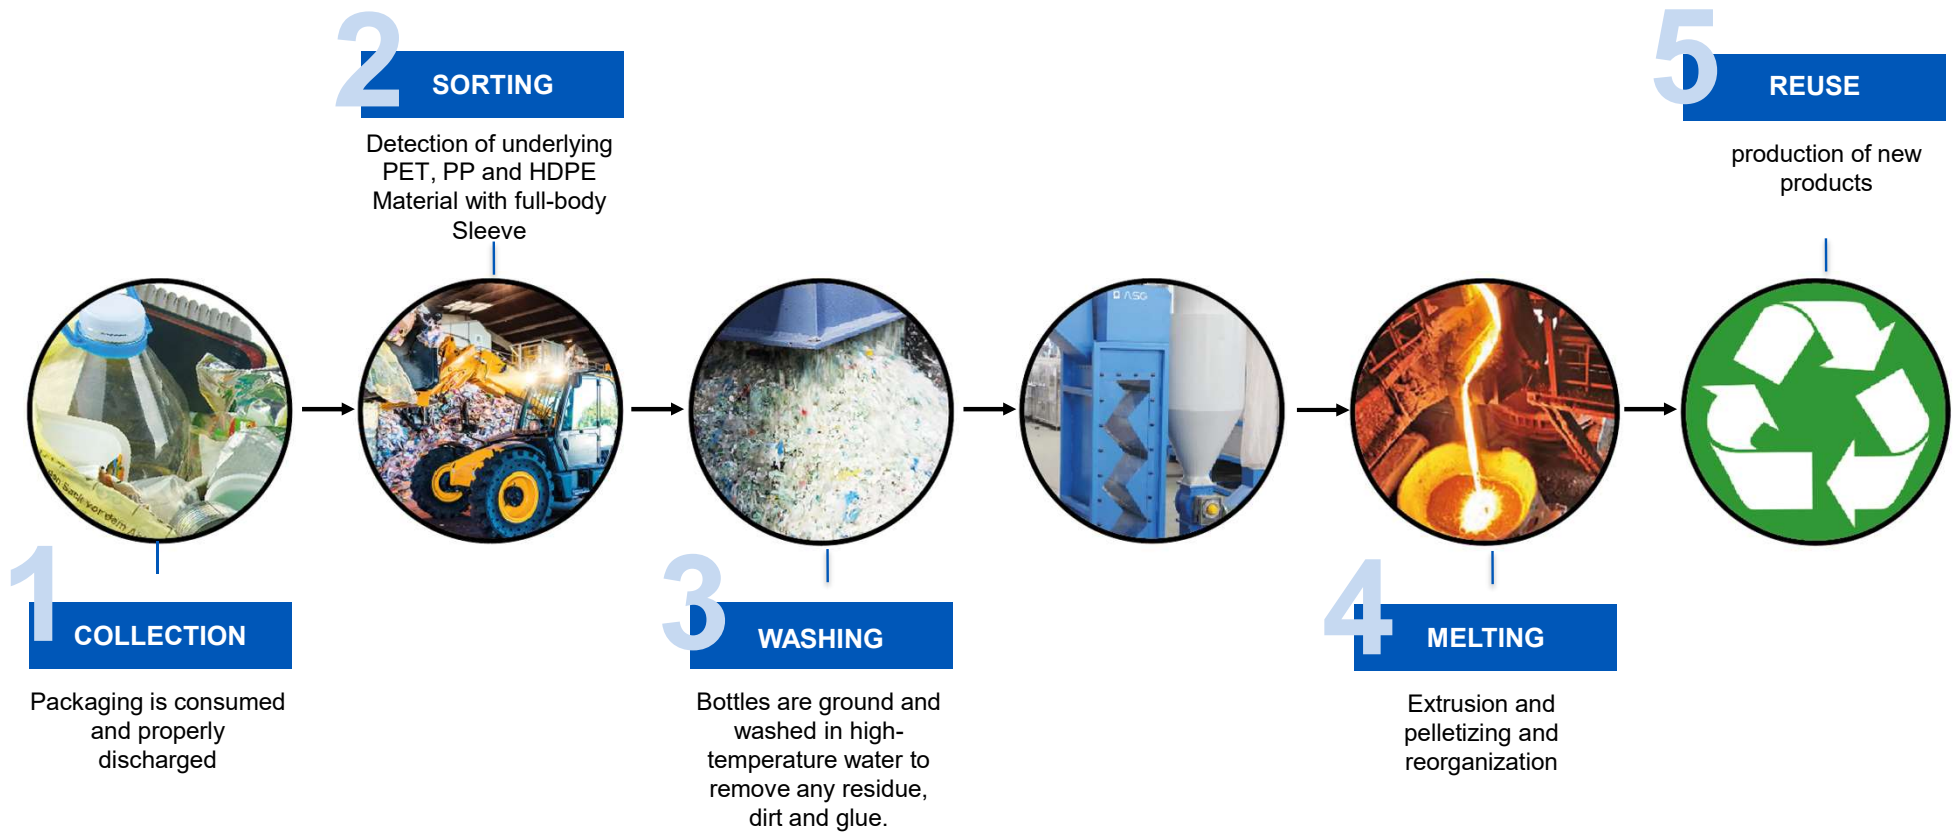 1
COLLECTION
Packaging is consumed
and properly
discharged
2
SORTING
Detection of underlying
PET, PP and HDPE
Material with full-body
Sleeve
3
WASHING
Bottles are ground and
washed in high-
temperature water to
remove any residue,
dirt and glue.
ASG
4
MELTING
Extrusion and
pelletizing and
reorganization
5
REUSE
production of new
products